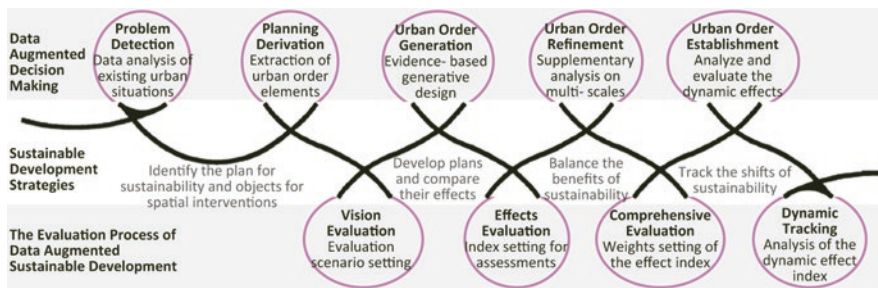 Data
Augmented
Decision
Making
Problem
Detection
Data analysis of
existing urban
situations
Planning
Derivation
Extraction of
urban order
elements
Urban Order
Generation
Evidence- based
generative
design
Urban Order
Refinement
Supplementary
analysis on
multi- scales
Urban Order
Establishment
Analyze and
evaluate the
dynamic effects
Sustainable
Development
Strategies
Identify the plan for
sustainability and objects for
spatial interventions
Develop plans
and compare
their effects
Balance the
benefits of
sustainability
Track the shifts of
sustainability
The Evaluation Process of
Data Augmented
Sustainable Development
Vision
Evaluation
Evaluation
scenario setting
Effects
Evaluation
Index setting for
assessments
Comprehensive
Evaluation
Weights setting of
the effect index
Dynamic
Tracking
Analysis of the
dynamic effect
index